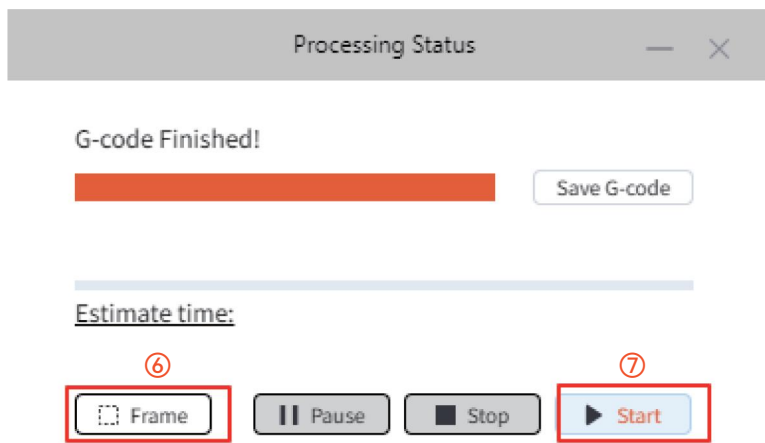 Processing Status
G-code Finished!
Save G-code
Estimate time:
⑥ ⑦
Frame Pause Stop Start